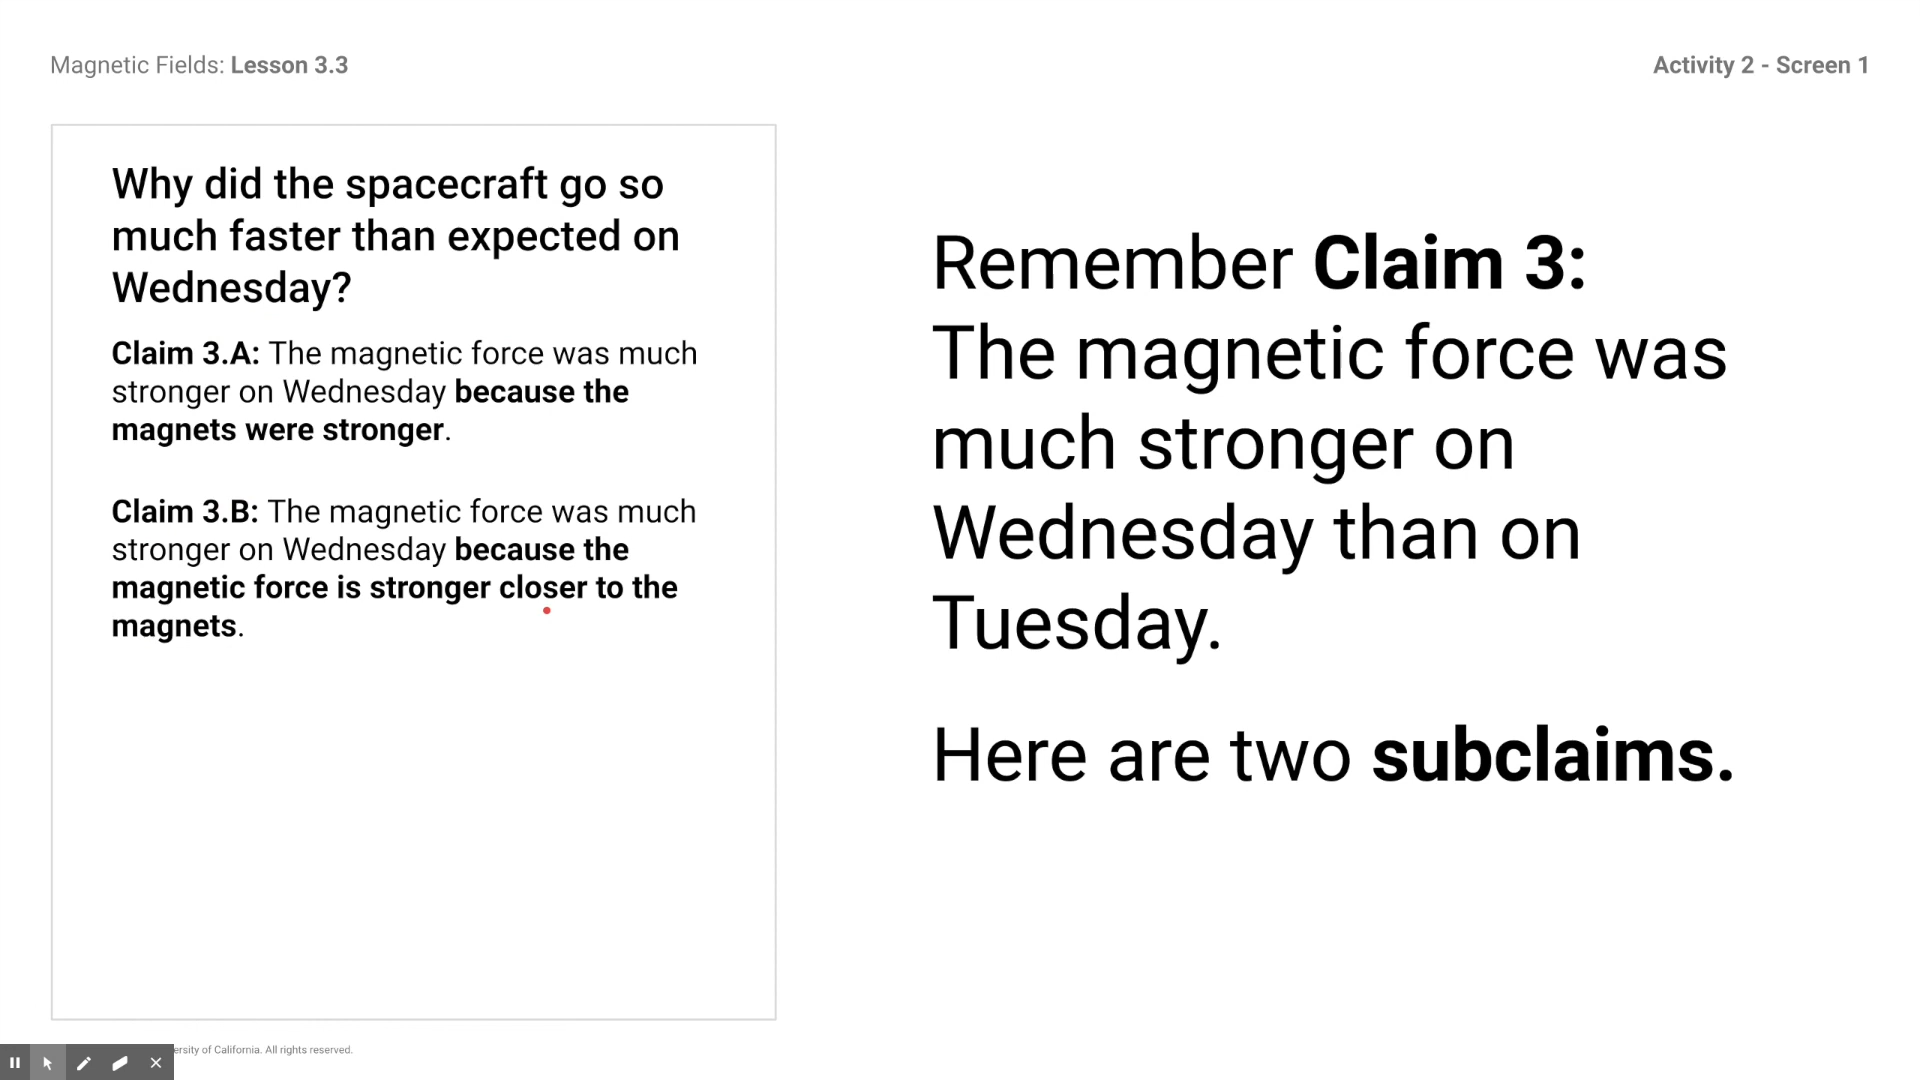 Magnetic Fields: Lesson 3.3
Activity 2 - Screen 1
Why did the spacecraft go so
much faster than expected on
Wednesday?
Claim 3.A: The magnetic force was much
stronger on Wednesday because the
magnets were stronger.
Claim 3.B: The magnetic force was much
stronger on Wednesday because the
magnetic force is stronger closer to the
magnets.
Remember Claim 3:
The magnetic force was
much stronger on
Wednesday than on
Tuesday.
Here are two subclaims.
of California. All rights reserved.